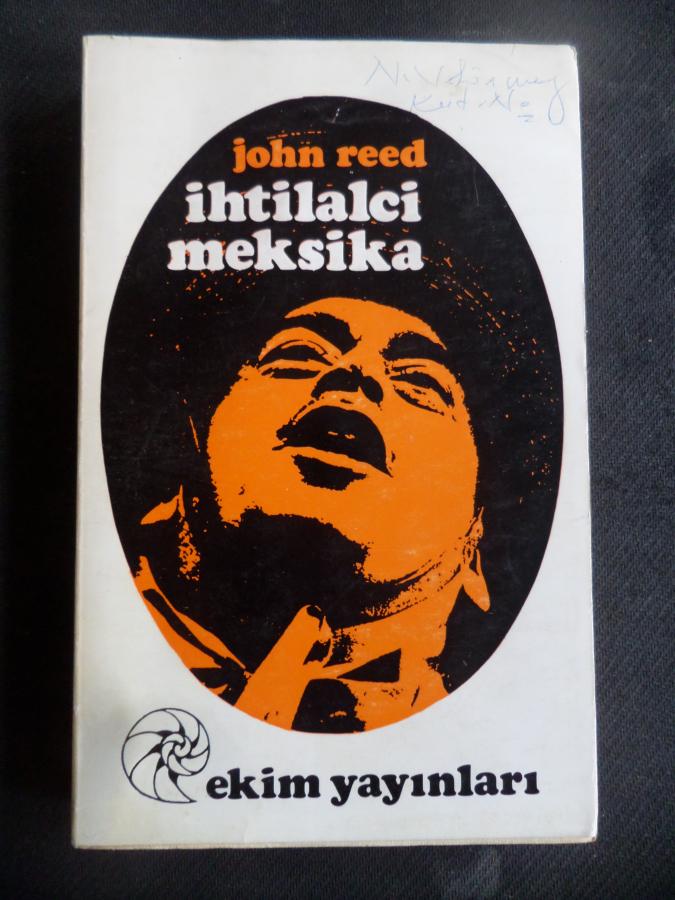 john reed
ihtilalci
meksika
ekim yayınları